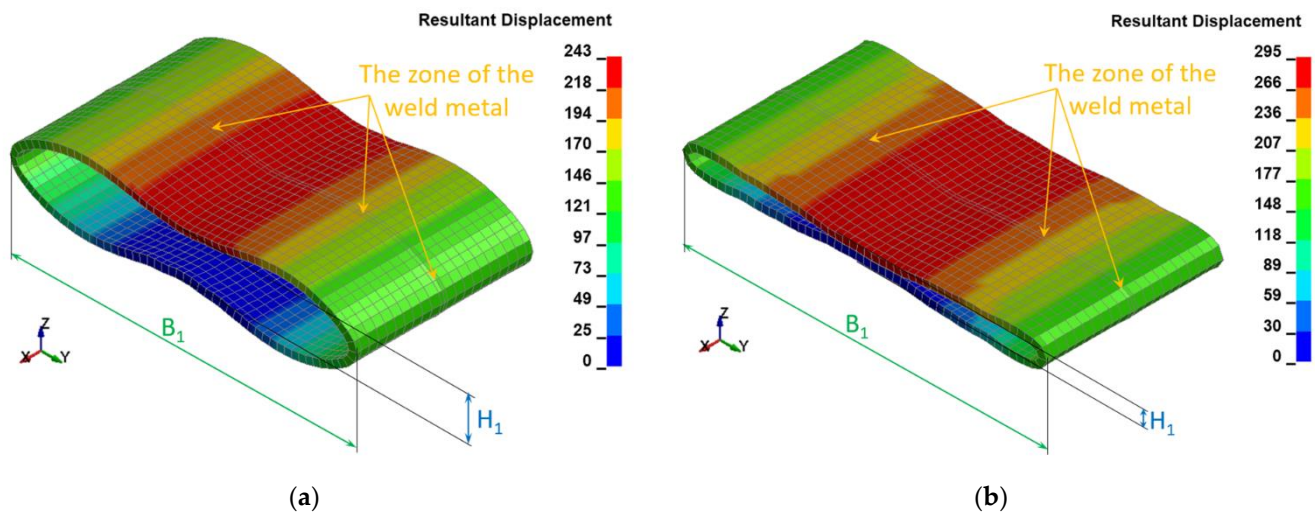 Resultant Displacement
243
218
194
170
146
121
97
73
49
25
0
The zone of the
weld metal
B1
H1
Z
X
Y
(a)
Resultant Displacement
295
266
236
207
177
148
118
89
59
30
0
The zone of the
weld metal
B1
H1
Z
X
Y
(b)